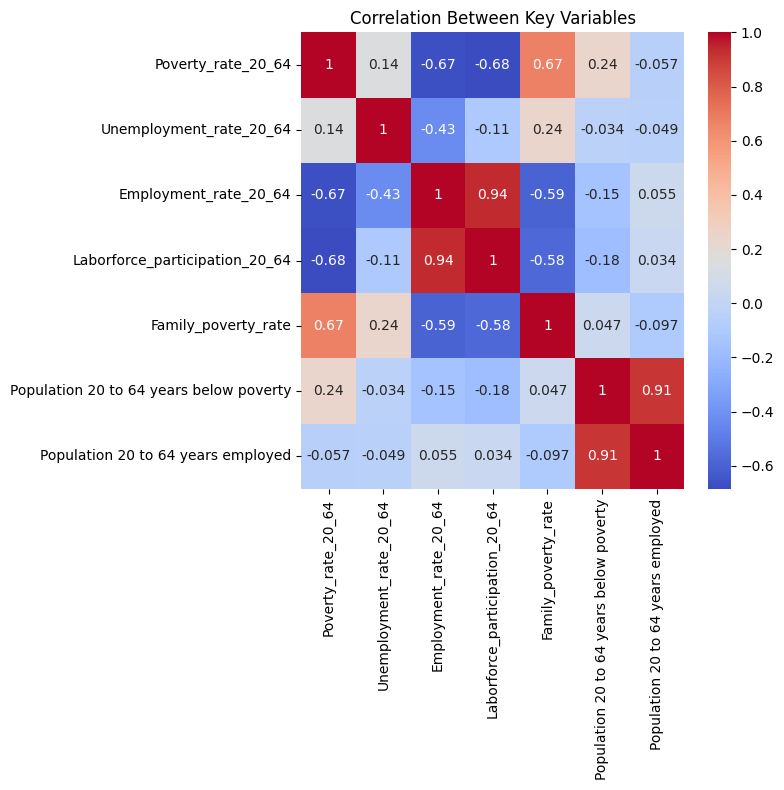 Correlation Between Key Variables
Poverty_rate_20_64 1 0.14 -0.67 -0.68 0.67 0.24 -0.057
Unemployment_rate_20_64 0.14 1 -0.43 -0.11 0.24 -0.034 -0.049
Employment_rate_20_64 -0.67 -0.43 1 0.94 -0.59 -0.15 0.055
Laborforce_participation_20_64 -0.68 -0.11 0.94 1 -0.58 -0.18 0.034
Family_poverty_rate 0.67 0.24 -0.59 -0.58 1 0.047 -0.097
Population 20 to 64 years below poverty 0.24 -0.034 -0.15 -0.18 0.047 1 0.91
Population 20 to 64 years employed -0.057 -0.049 0.055 0.034 -0.097 0.91 1
Poverty_rate_20_64
Unemployment_rate_20_64
Employment_rate_20_64
Laborforce_participation_20_64
Family_poverty_rate
Population 20 to 64 years below poverty
Population 20 to 64 years employed
1.0
0.8
0.6
0.4
0.2
0.0
−0.2
−0.4
−0.6